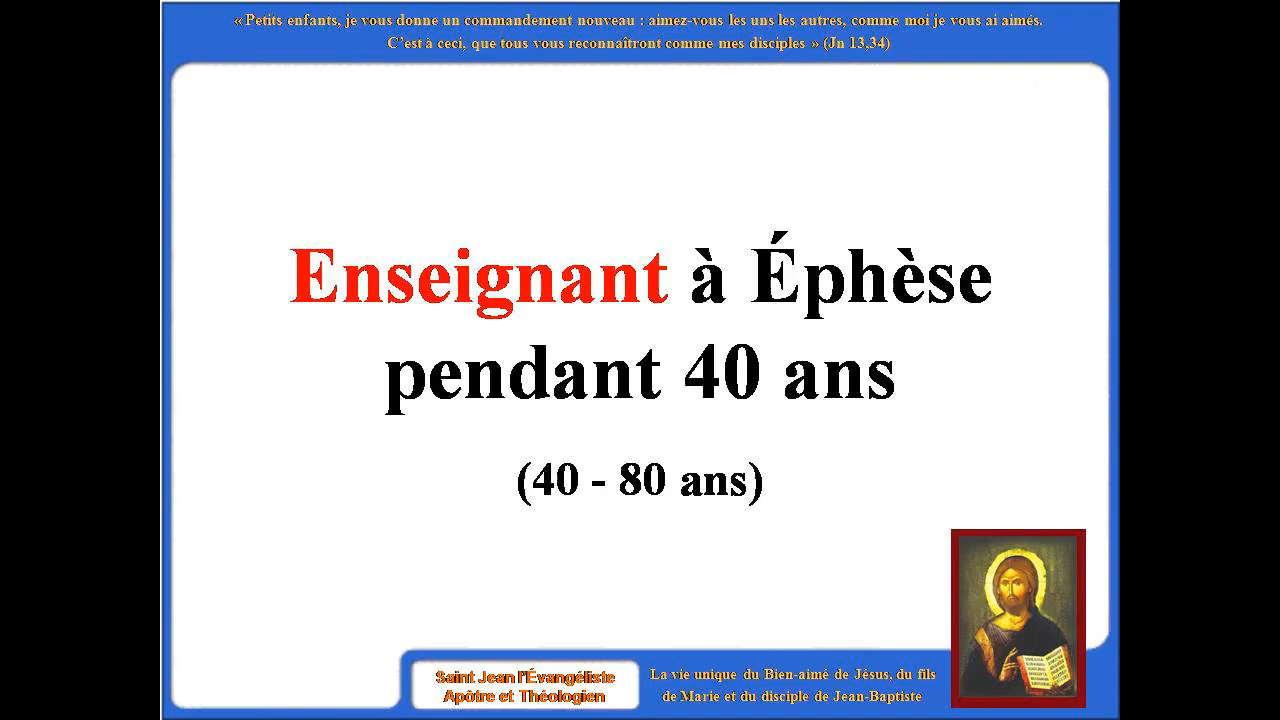 « Petits enfants, je vous donne un commandement nouveau : aimez-vous les uns les autres, comme moi je vous ai aimés.
C'est à ceci, que tous vous reconnaîtront comme mes disciples » (Jn 13,34)
Enseignant à Éphèse
pendant 40 ans
(40 - 80 ans)
Saint Jean l'Évangéliste
Apôtre et Théologien
La vie unique du Bien-aimé de Jésus, du fils
de Marie et du disciple de Jean-Baptiste